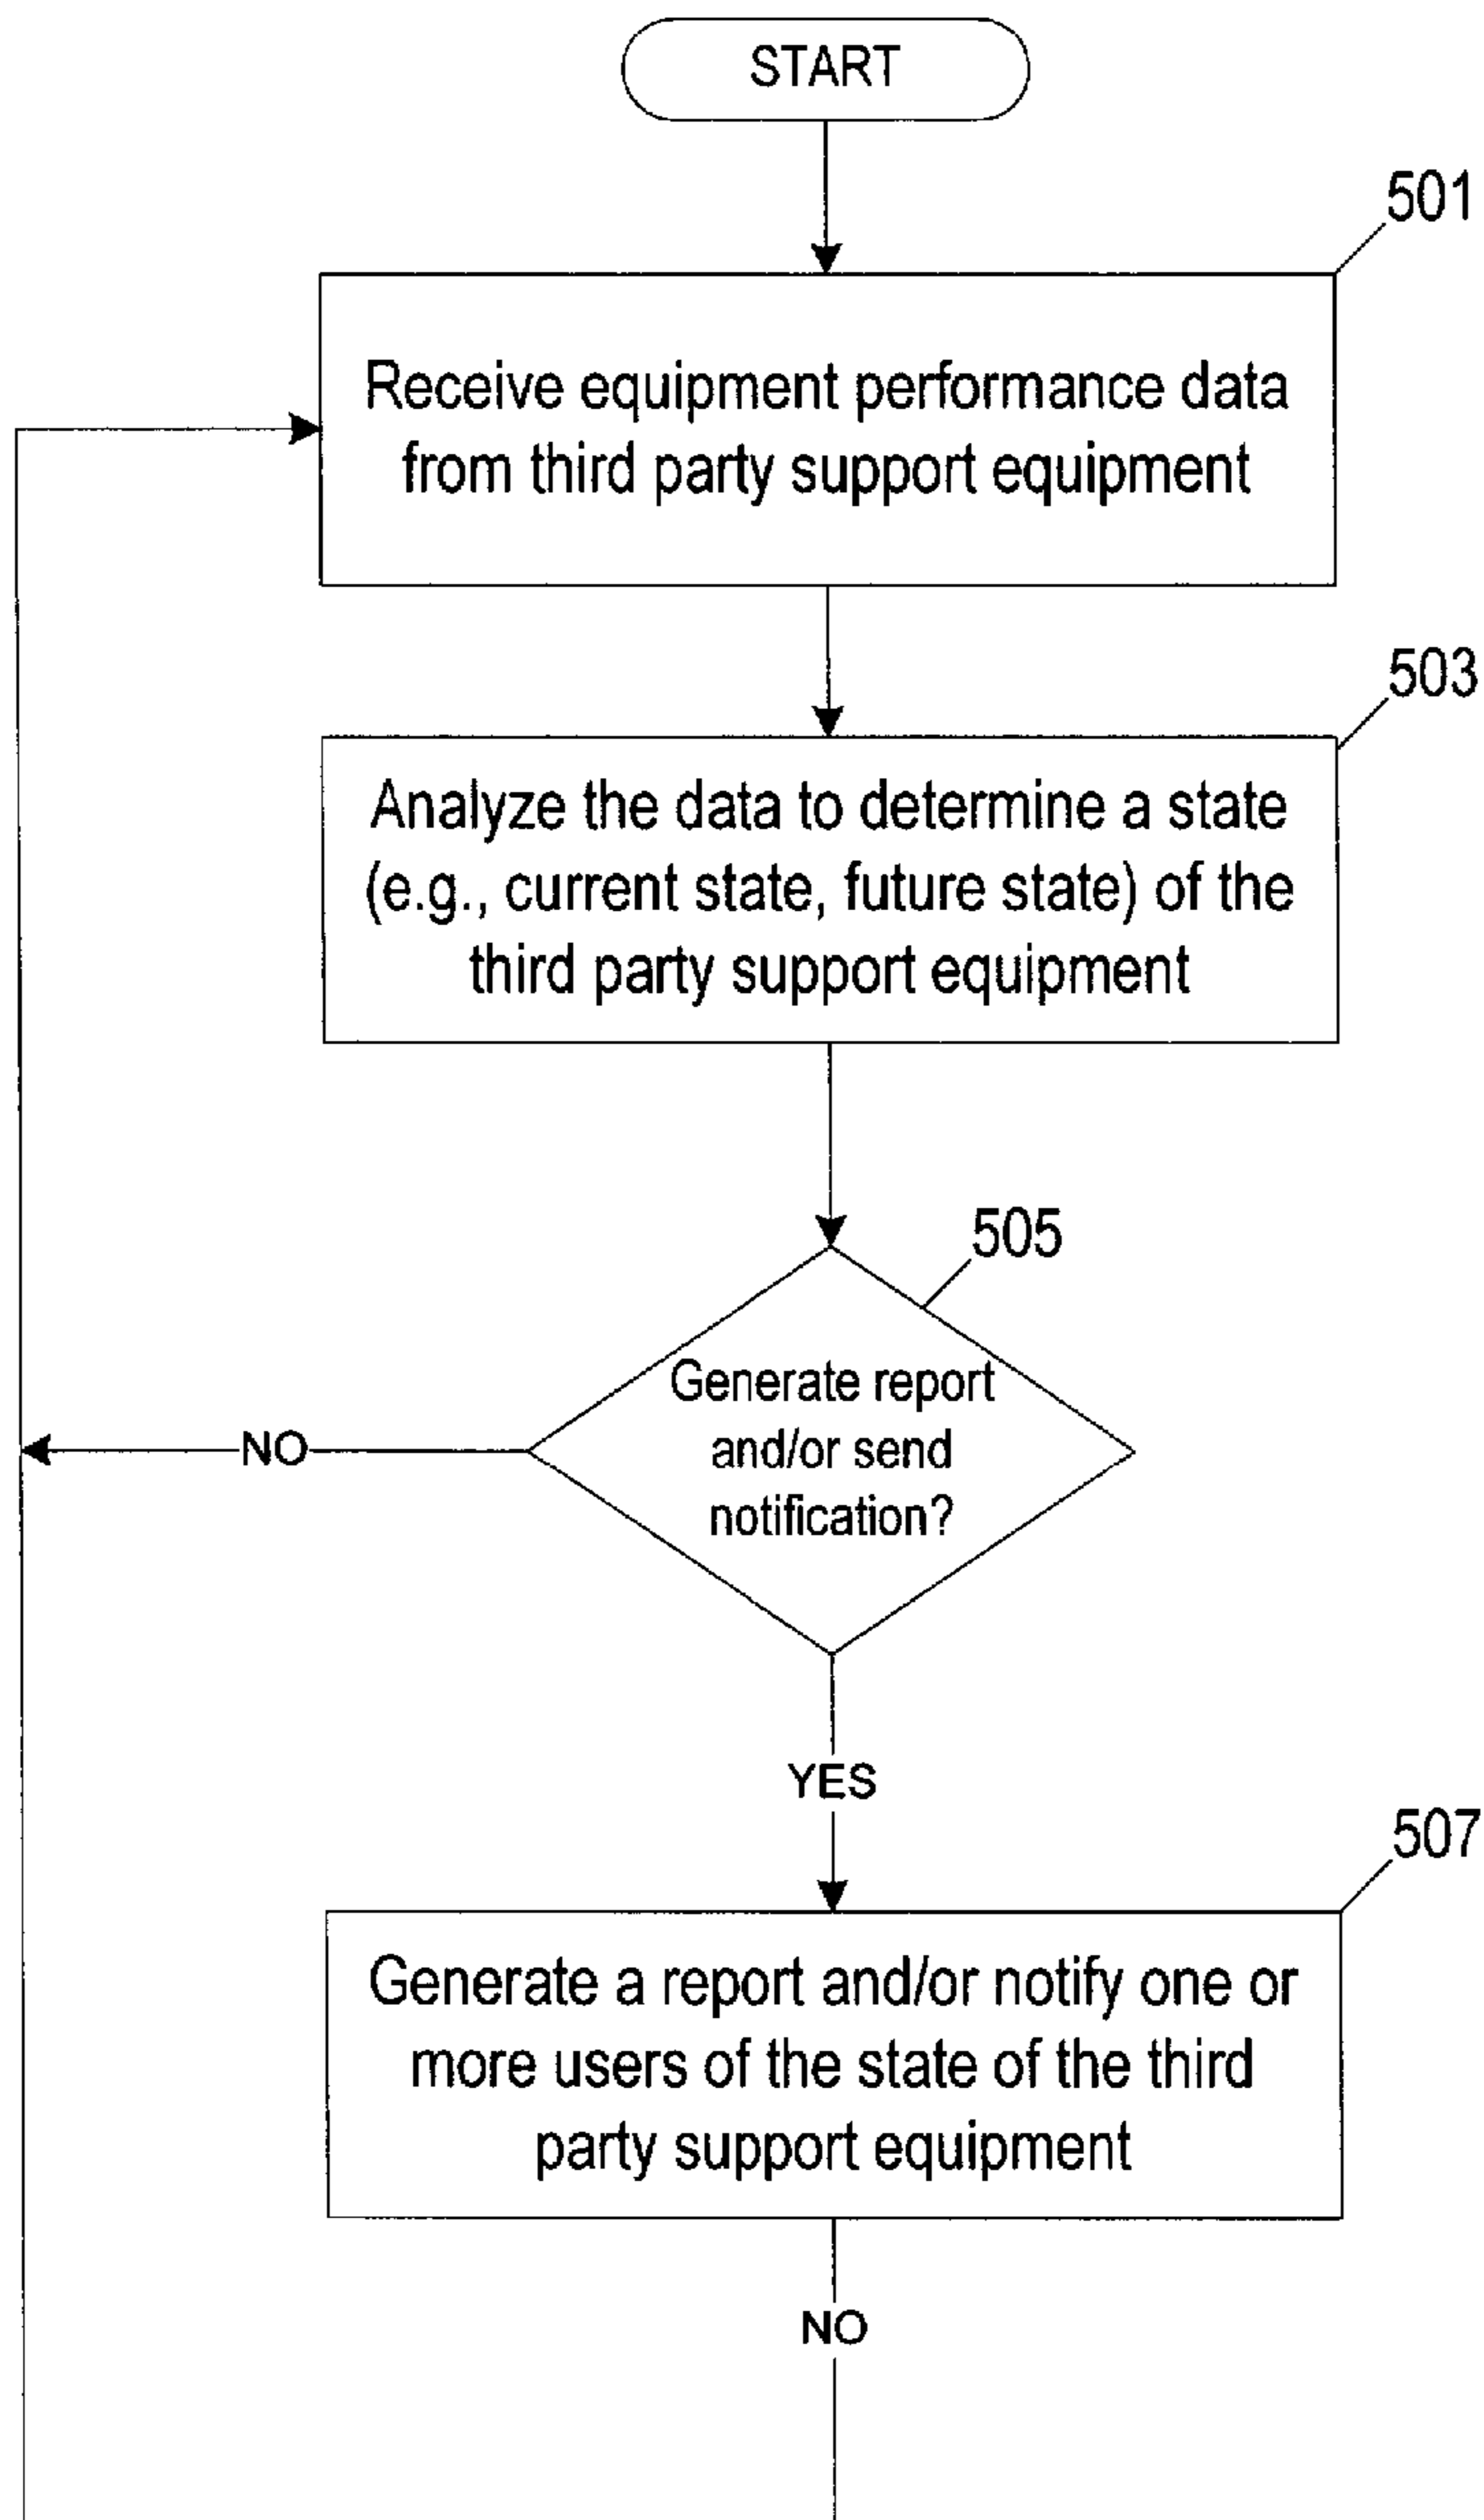 START
501
Receive equipment performance data
from third party support equipment
503
Analyze the data to determine a state
(e.g., current state, future state) of the
third party support equipment
505
Generate report
and/or send
notification?
NO
YES
507
Generate a report and/or notify one or
more users of the state of the third
party support equipment
NO